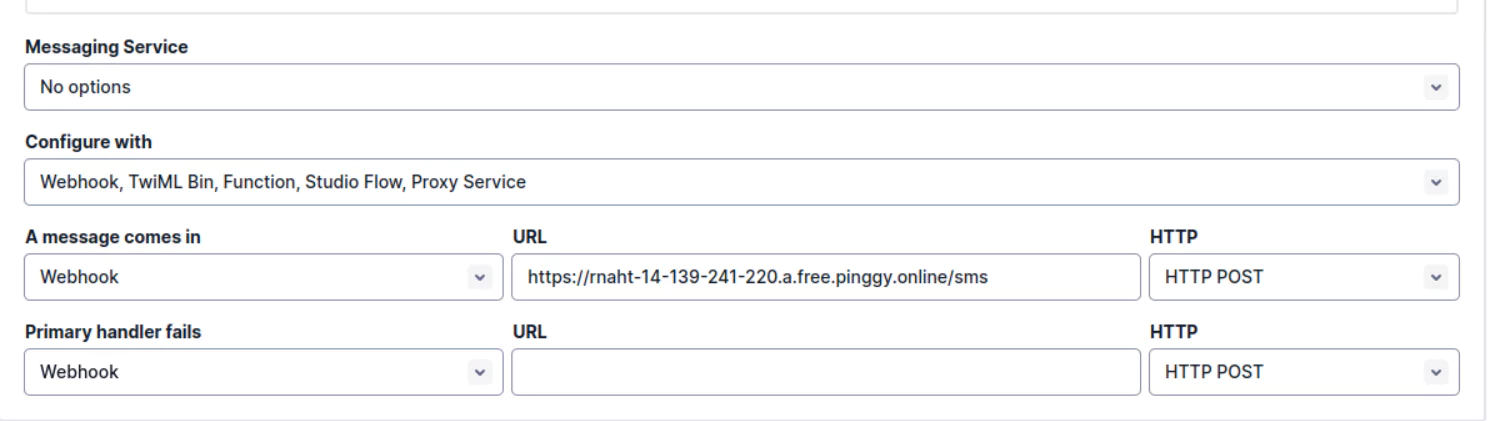 Messaging Service
No options
Configure with
Webhook, TwiML Bin, Function, Studio Flow, Proxy Service
A message comes in URL HTTP
Webhook https://rnaht-14-139-241-220.a.free.pinggy.online/sms HTTP POST
Primary handler fails URL HTTP
Webhook HTTP POST